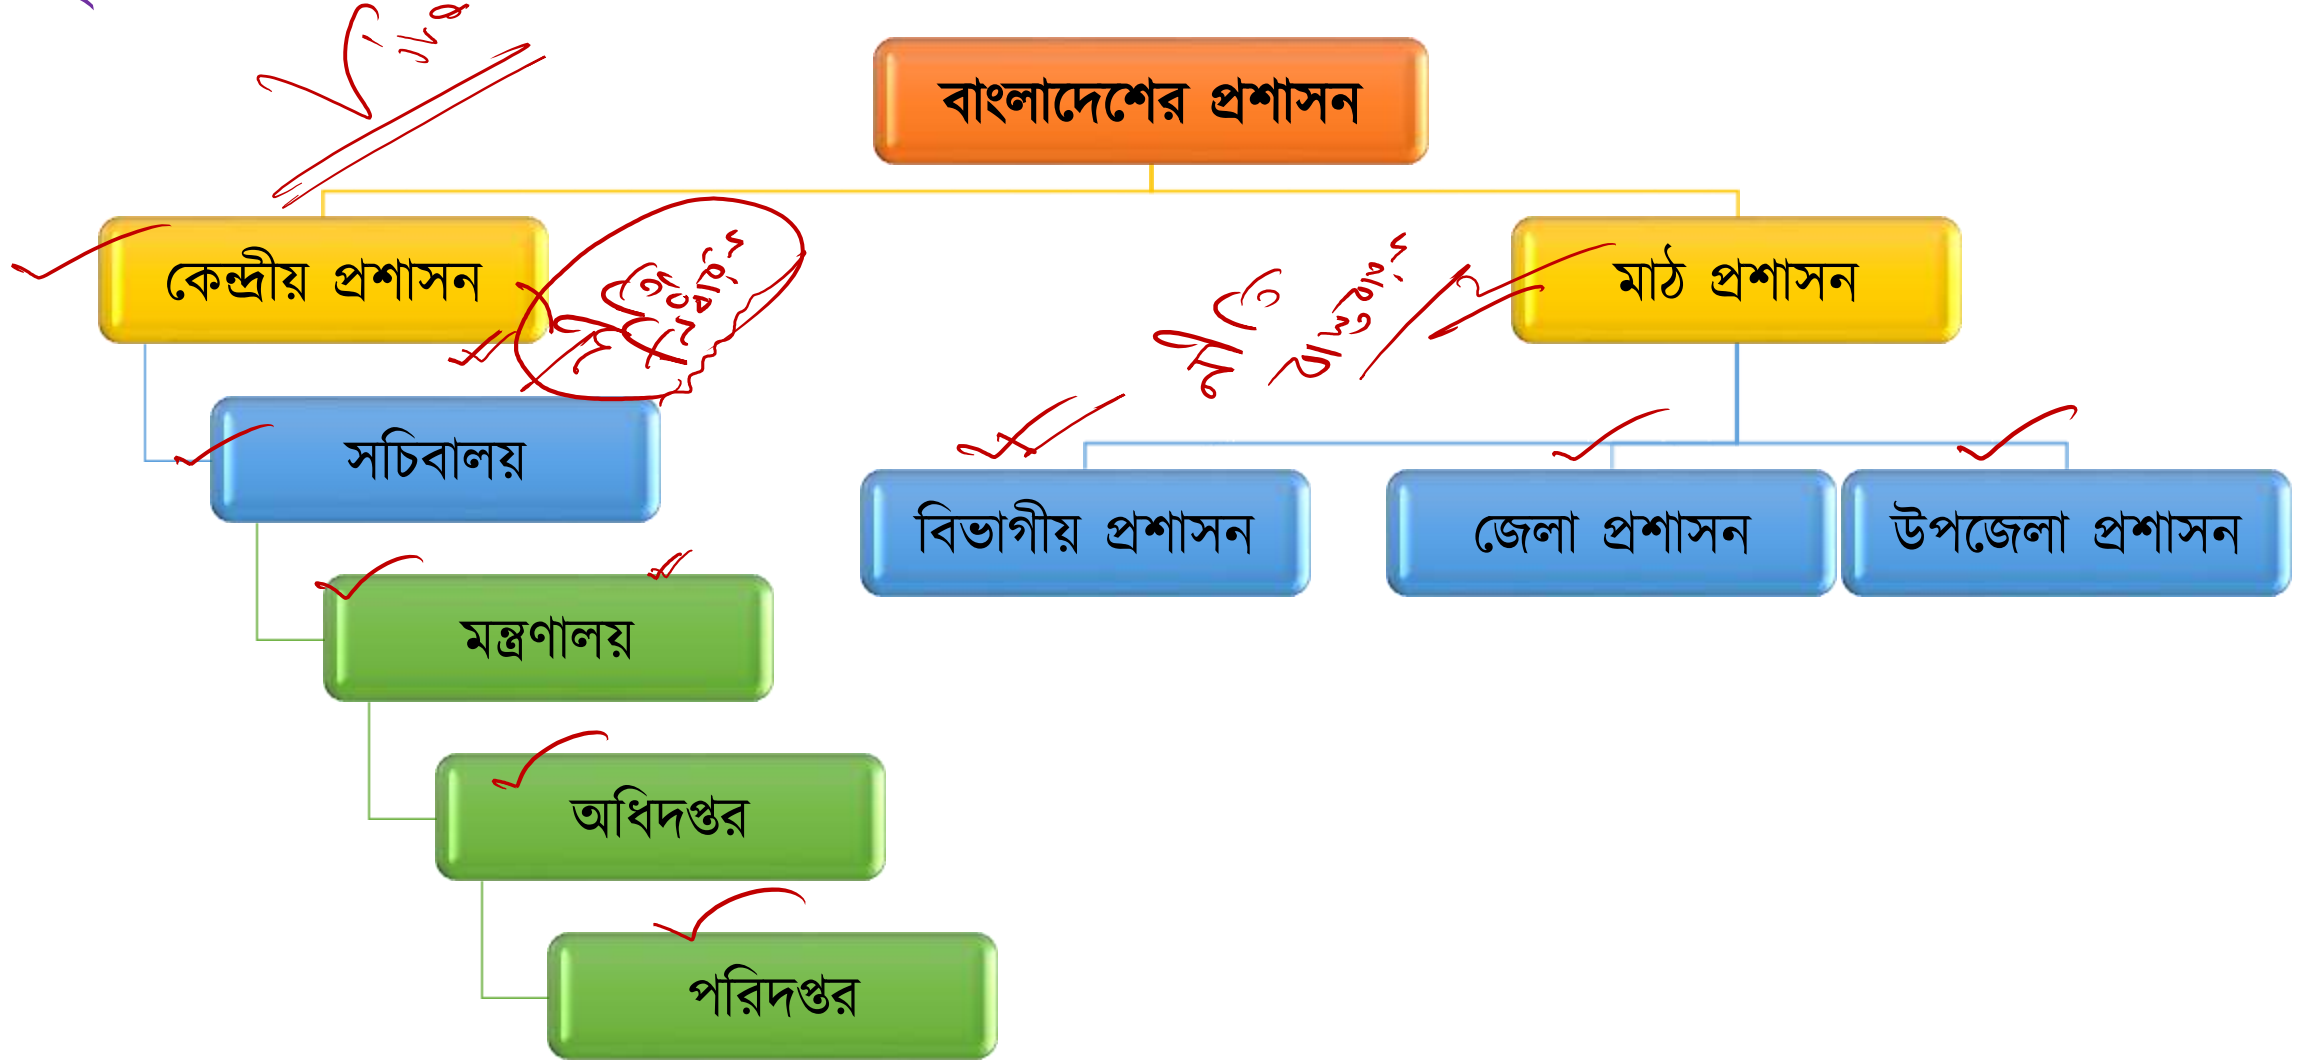 বাংলাদেশের প্রশাসন
কেন্দ্রীয় প্রশাসন
মাঠ প্রশাসন
সচিবালয়
বিভাগীয় প্রশাসন
জেলা প্রশাসন
উপজেলা প্রশাসন
মন্ত্রণালয়
অধিদপ্তর
পরিদপ্তর